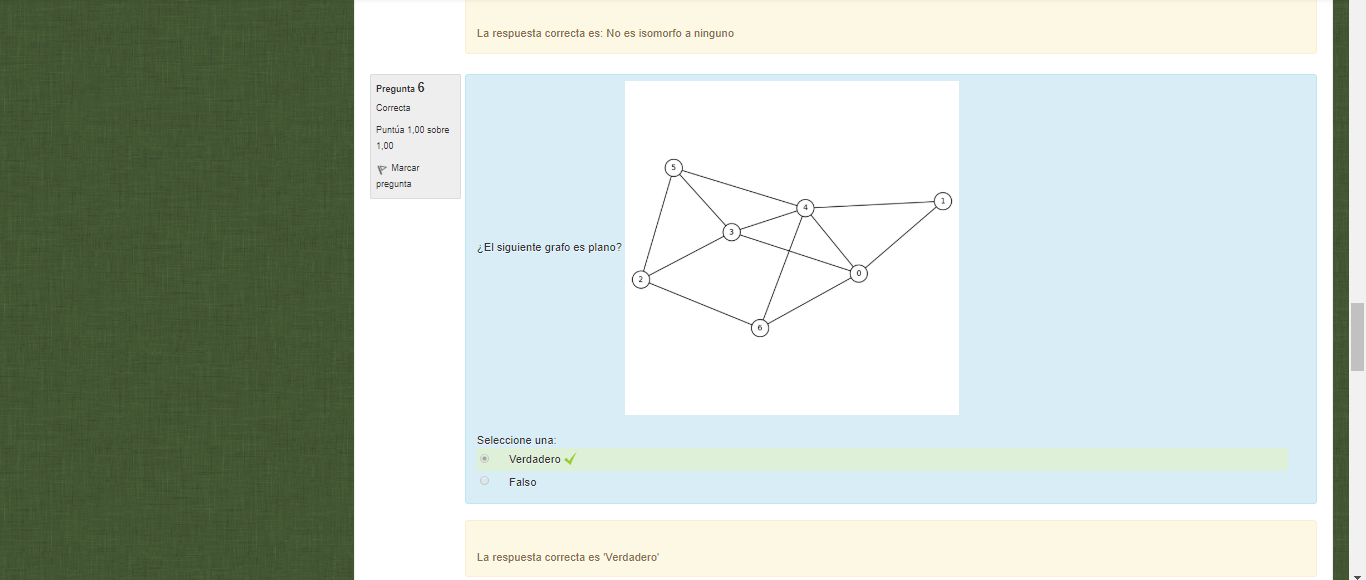 La respuesta correcta es: No es isomorfo a ninguno
Pregunta 6
Correcta
Puntúa 1,00 sobre
1,00
Marcar
pregunta
¿El siguiente grafo es plano?
5
4
1
3
2
0
6
Seleccione una:
Verdadero
Falso
La respuesta correcta es 'Verdadero'